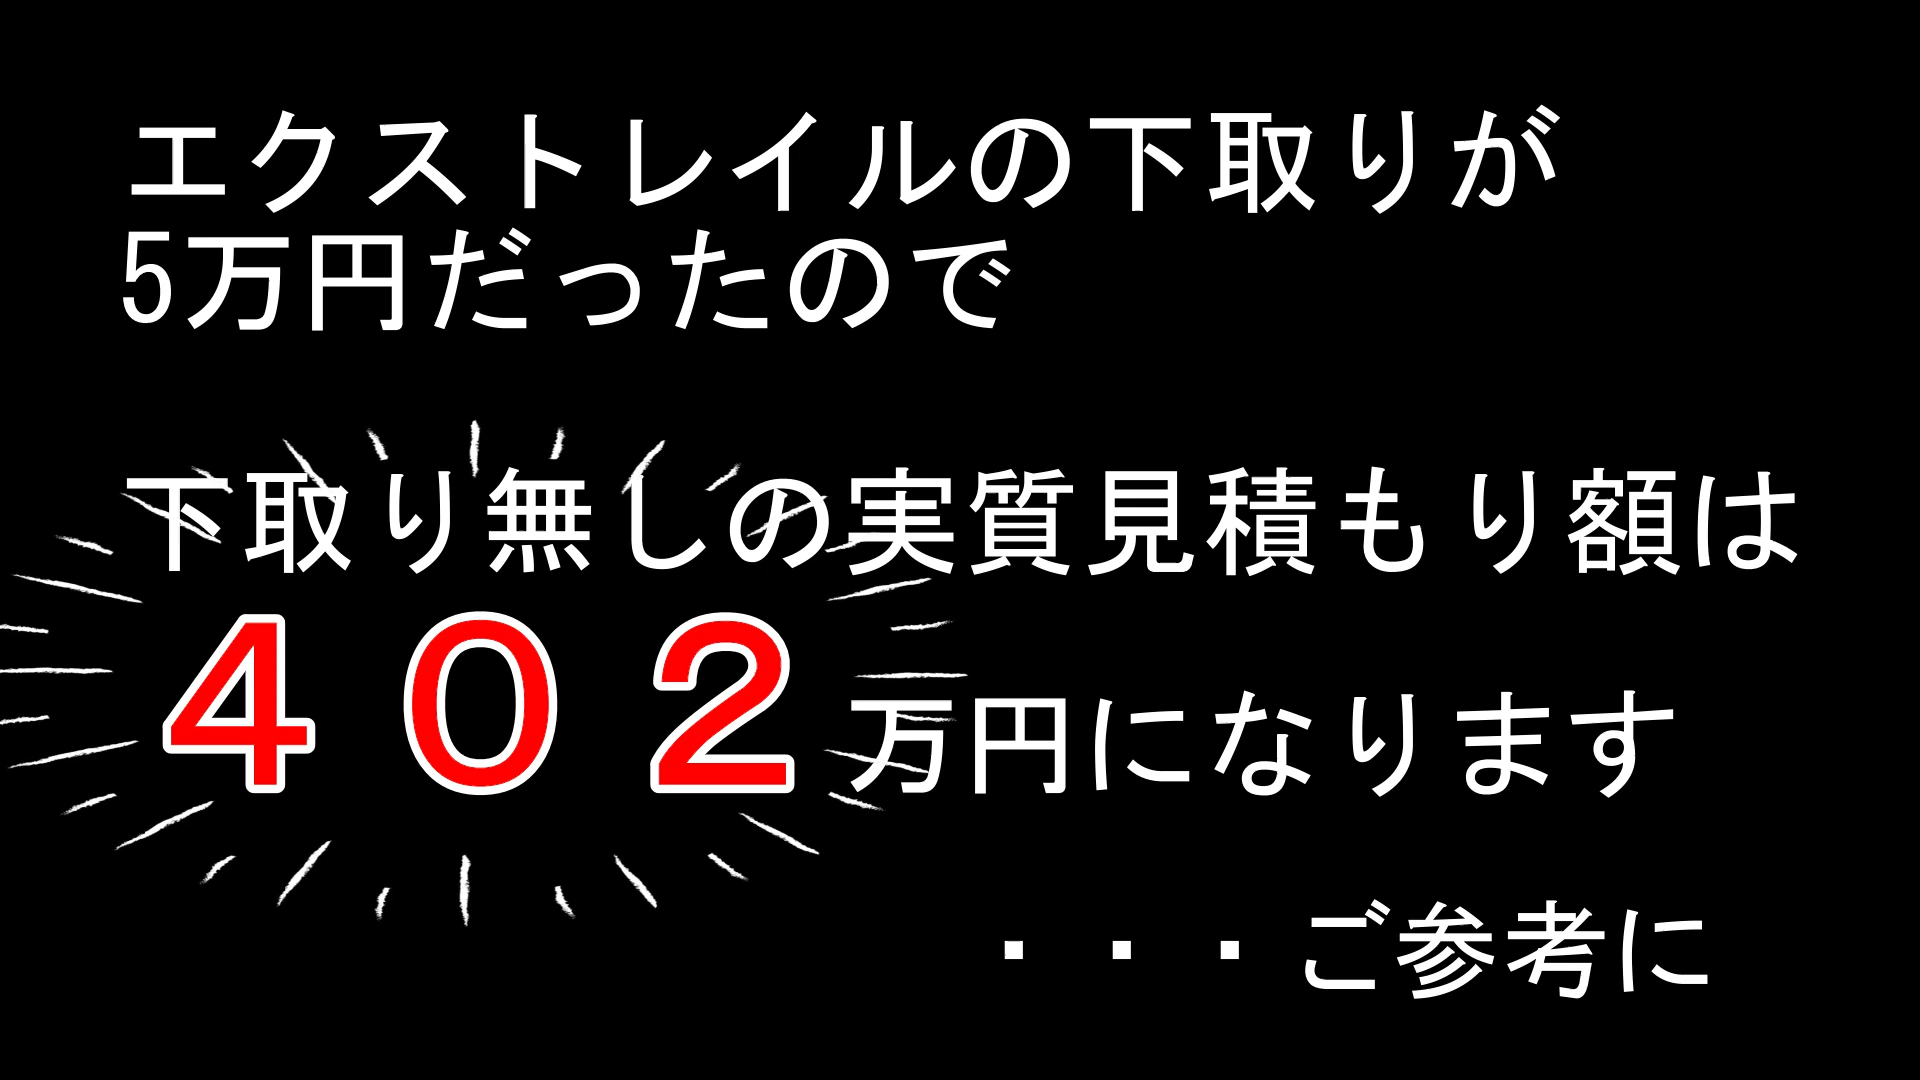 エクストレイルの下取りが
5万円だったので
下取り無しの実質見積もり額は
４０２万円になります
・・・ご参考に